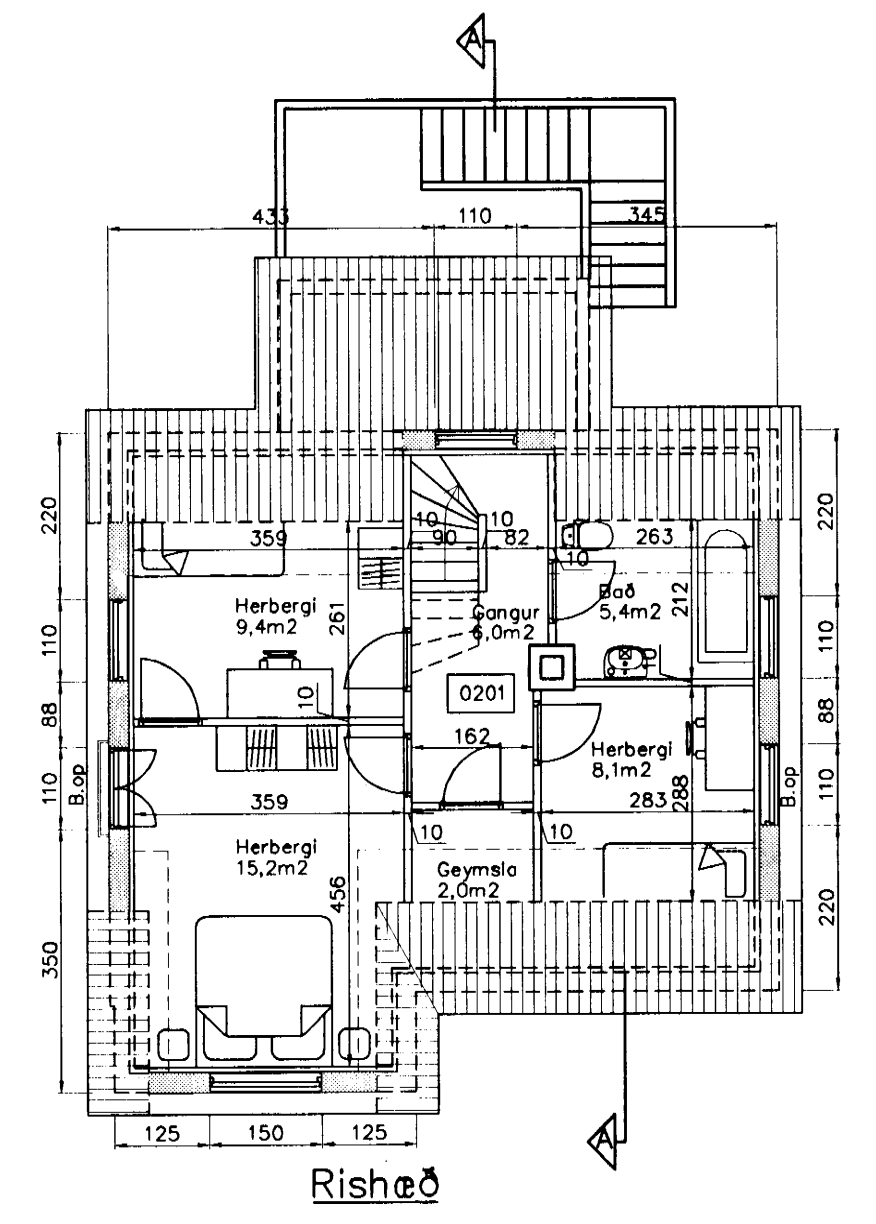 A
433
110
345
220
110
88
110
350
B.op
359
10
90
10
82
263
10
Herbergi
9,4m2
261
Gangur
6,0m2
Bað
5,4m2
212
0201
10
162
Herbergi
8,1m2
288
283
359
10
10
Herbergi
15,2m2
456
Geymsla
2,0m2
220
110
88
110
220
B.op
125
150
125
A
Rishæð